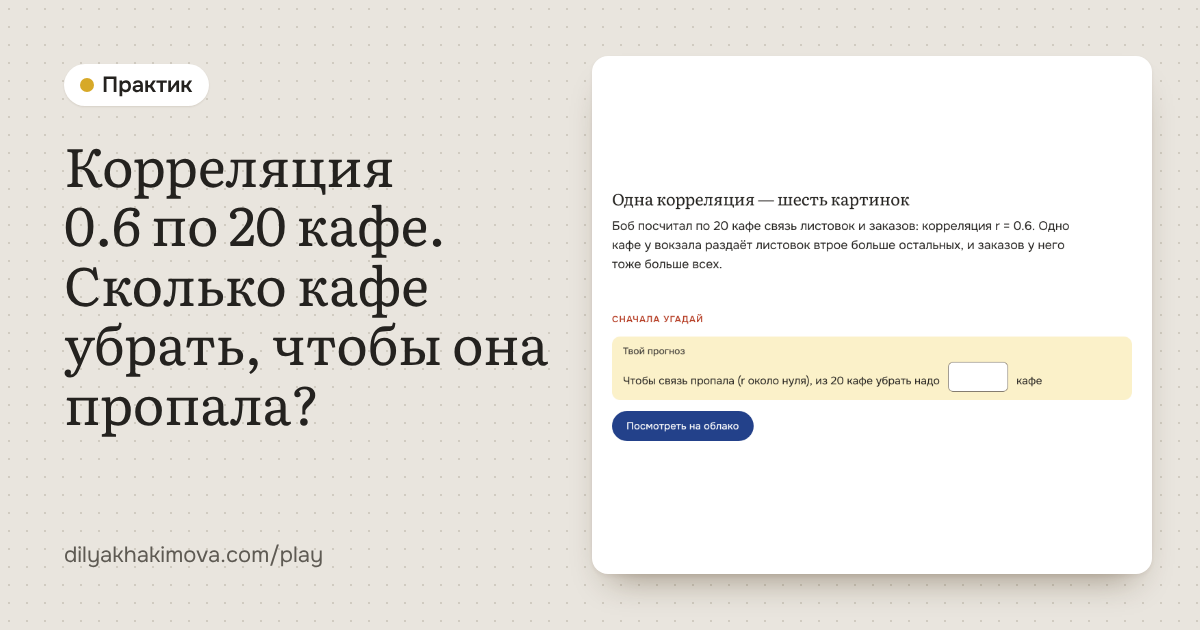 Практик
Корреляция
0.6 по 20 кафе.
Сколько кафе
убрать, чтобы она
пропала?
dilyakhakimova.com/play
Одна корреляция — шесть картинок
Боб посчитал по 20 кафе связь листовок и заказов: корреляция r = 0.6. Одно
кафе у вокзала раздаёт листовок втрое больше остальных, и заказов у него
тоже больше всех.
СНАЧАЛА УГАДАЙ
Твой прогноз
Чтобы связь пропала (r около нуля), из 20 кафе убрать надо кафе
Посмотреть на облако